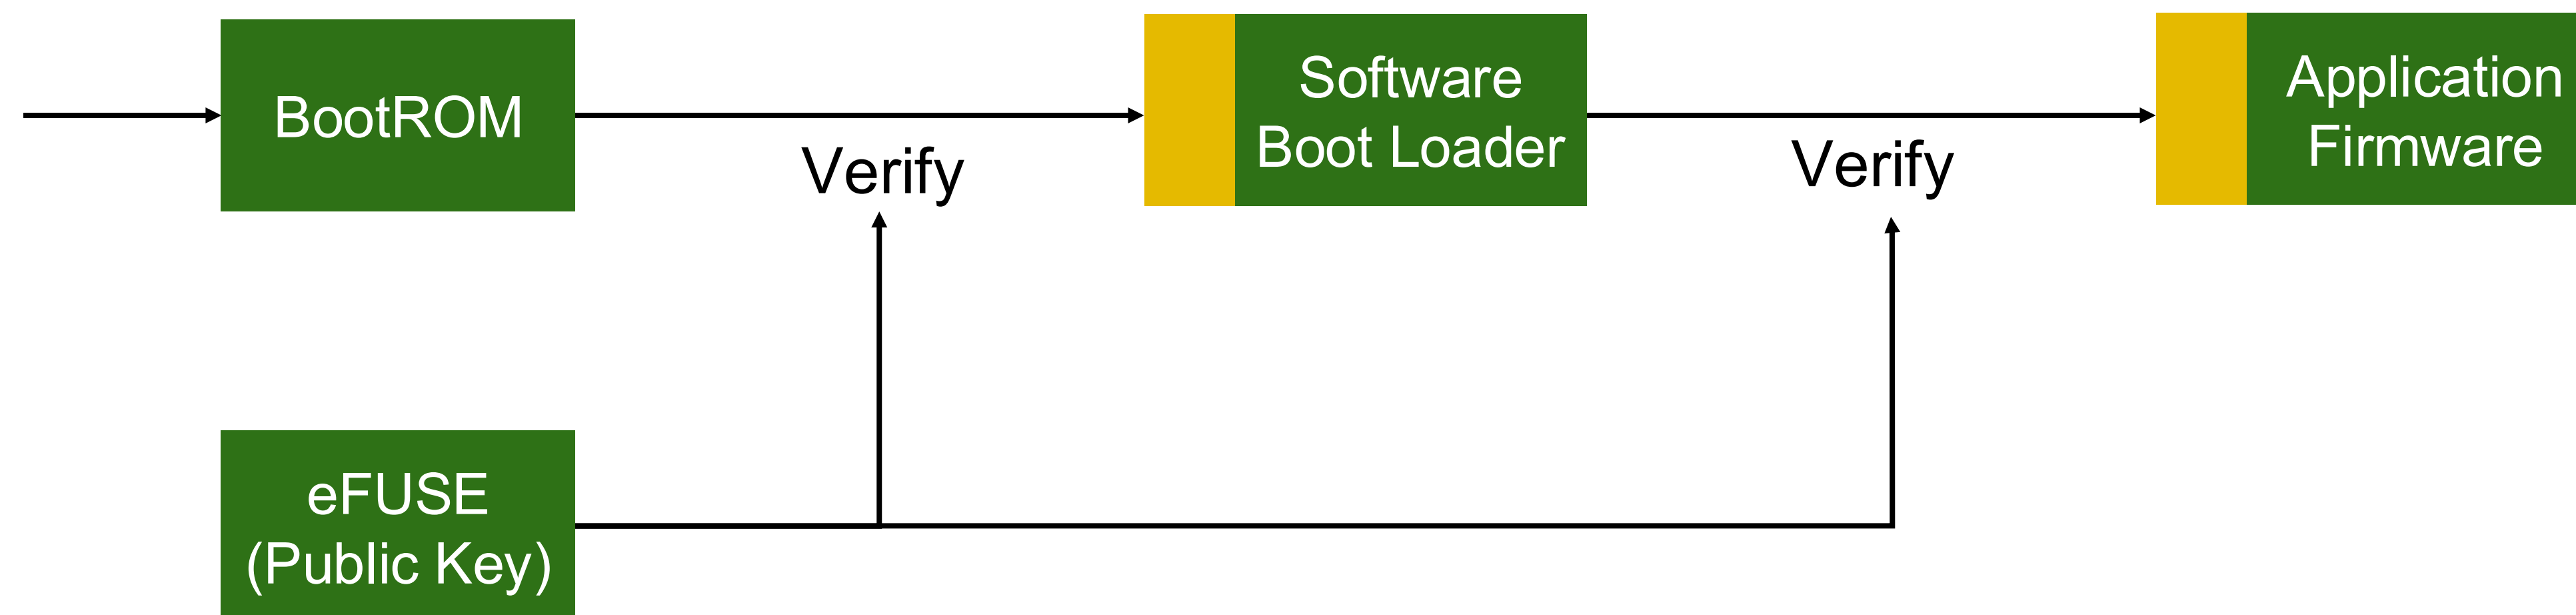 BootROM
Verify
Software
Boot Loader
Verify
Application
Firmware
eFUSE
(Public Key)